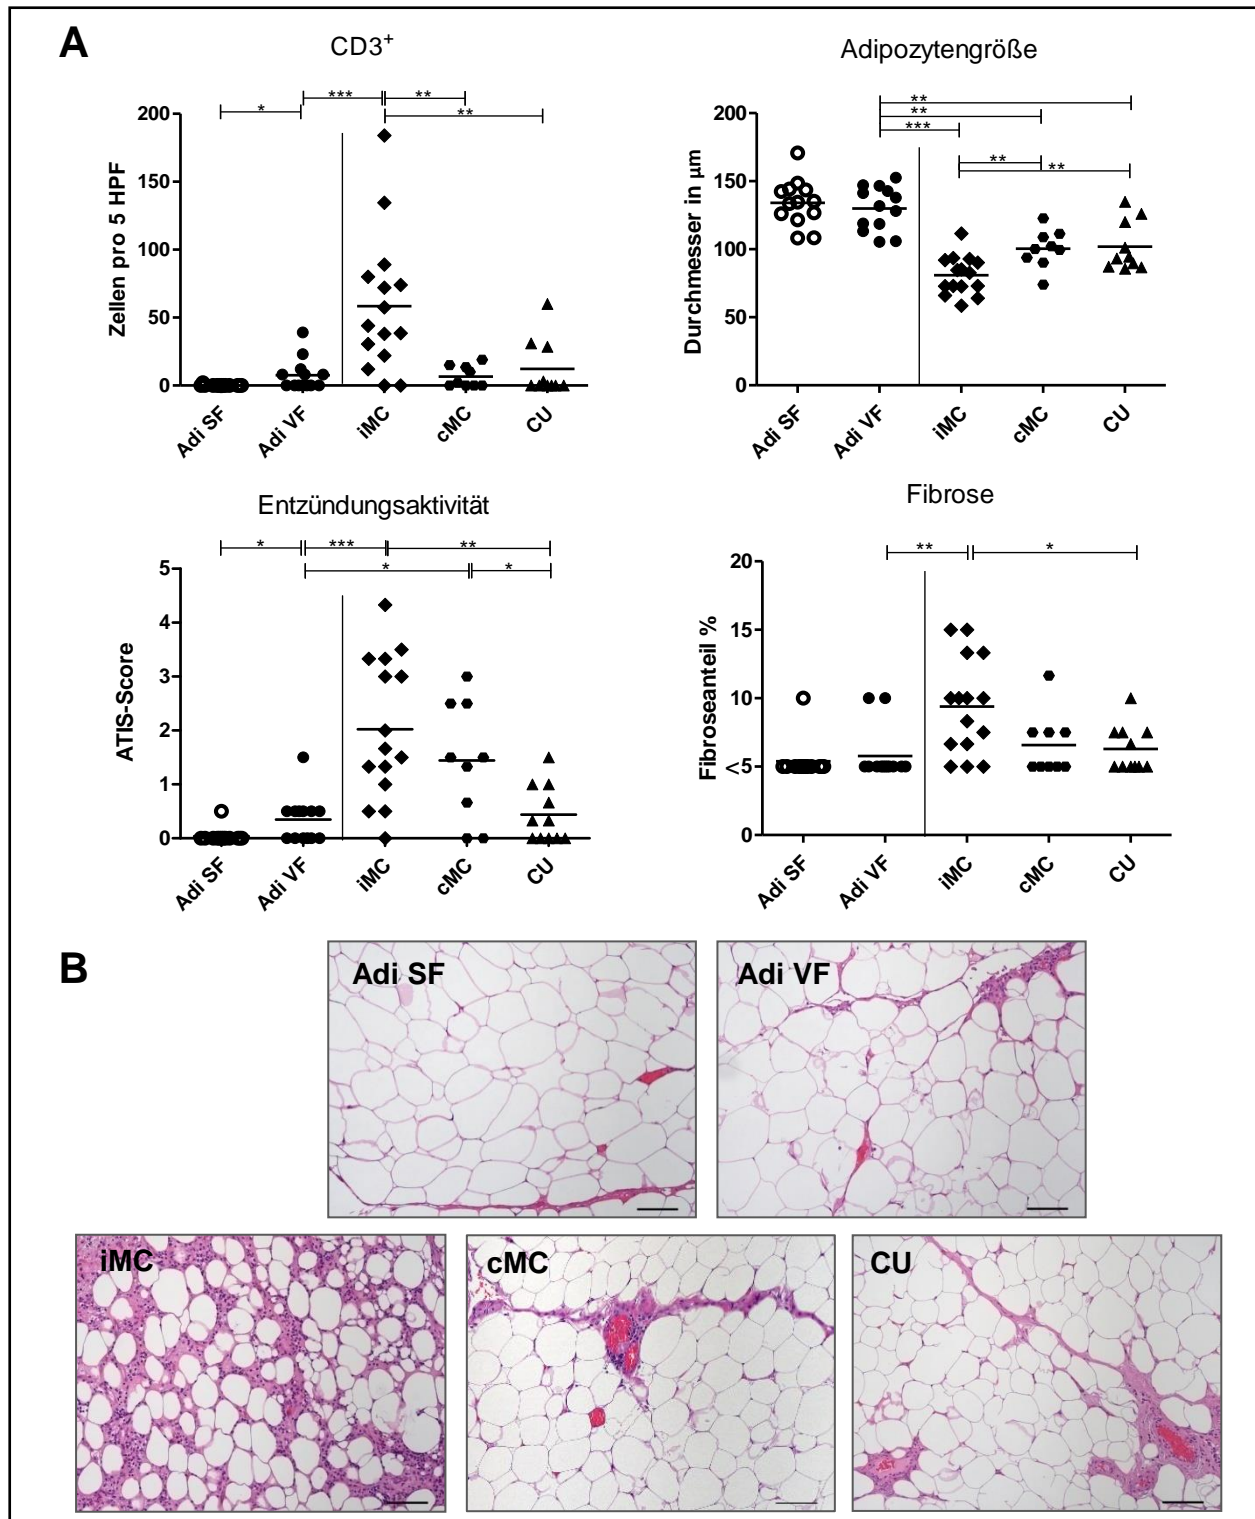 A
CD3+
* *** ** **
200
150
100
50
0
Zellen pro 5 HPF
Adi SF
Adi VF
iMC
cMC
CU
Adipozytengröße
**
**
***
** **
200
150
100
50
0
Durchmesser in µm
Adi SF
Adi VF
iMC
cMC
CU
Entzündungsaktivität
* *** **
* *
5
4
3
2
1
0
ATIS-Score
Adi SF
Adi VF
iMC
cMC
CU
Fibrose
** *
20
15
10
<5
0
Fibroseanteil %
Adi SF
Adi VF
iMC
cMC
CU
B
Adi SF
Adi VF
iMC
cMC
CU